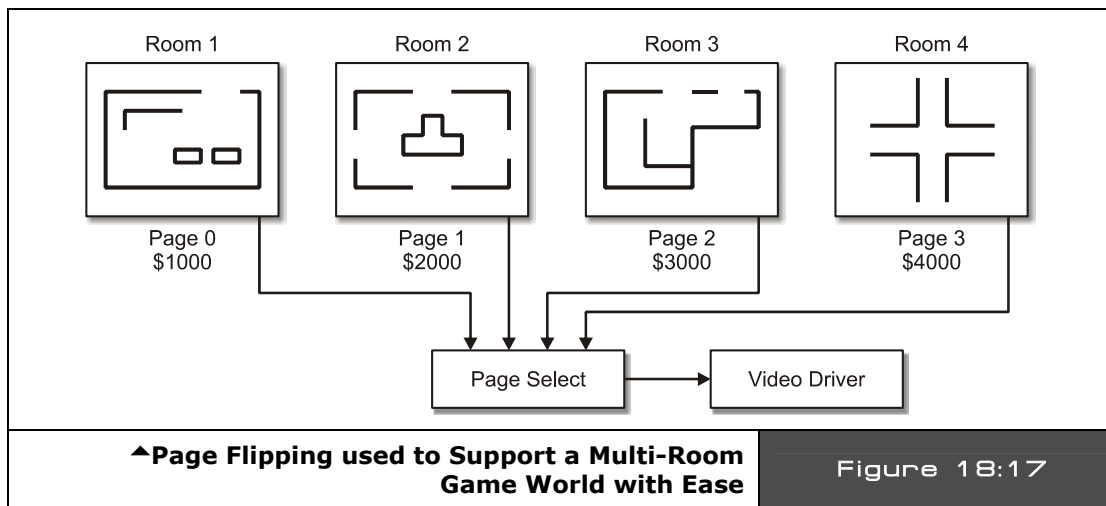 Room 1
Room 2
Room 3
Room 4
Page 0
$1000
Page 1
$2000
Page 2
$3000
Page 3
$4000
Page Select
Video Driver
Page Flipping used to Support a Multi-Room
Game World with Ease
Figure 18:17